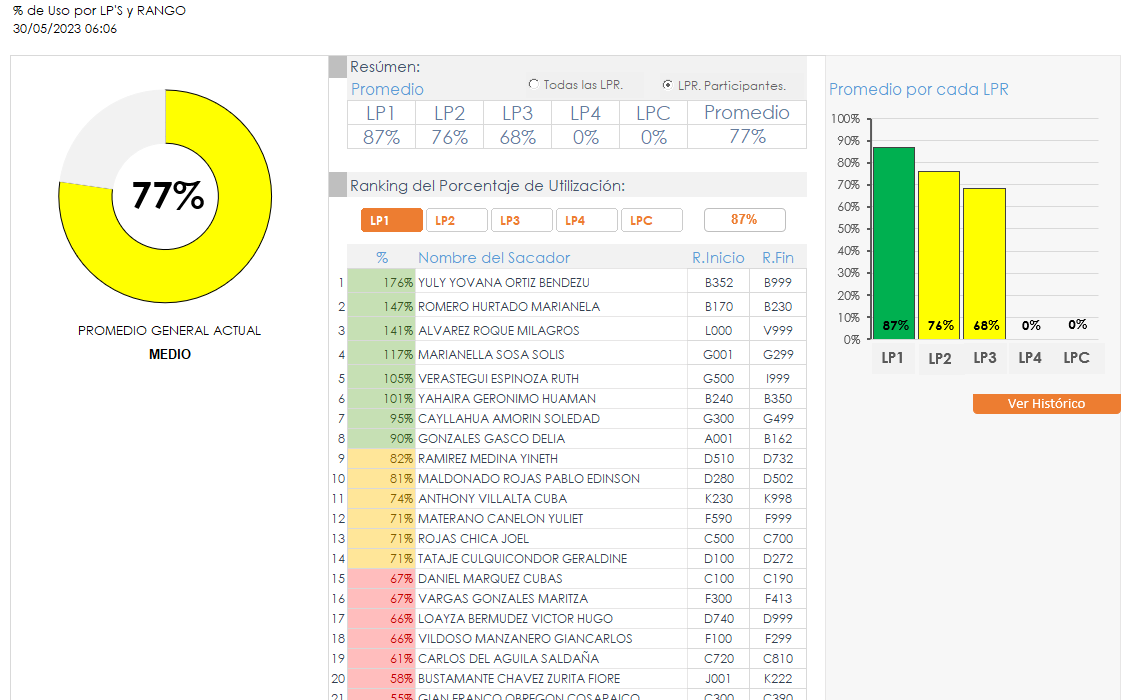 % de Uso por LP'S y RANGO
30/05/2023 06:06
77%
PROMEDIO GENERAL ACTUAL
MEDIO
Resúmen:
Promedio
Todas las LPR.
LPR. Participantes.
LP1 LP2 LP3 LP4 LPC Promedio
87% 76% 68% 0% 0% 77%
Ranking del Porcentaje de Utilización:
LP1 LP2 LP3 LP4 LPC 87%
% Nombre del Sacador R.Inicio R.Fin
1 176% YULY YOVANA ORTIZ BENDEZU B352 B999
2 147% ROMERO HURTADO MARIANELA B170 B230
3 141% ALVAREZ ROQUE MILAGROS L000 V999
4 117% MARIANELLA SOSA SOLIS G001 G299
5 105% VERASTEGUI ESPINOZA RUTH G500 I999
6 101% YAHAIRA GERONIMO HUAMAN B240 B350
7 95% CAYLLAHUA AMORIN SOLEDAD G300 G499
8 90% GONZALES GASCO DELIA A001 B162
9 82% RAMIREZ MEDINA YINETH D510 D732
10 81% MALDONADO ROJAS PABLO EDINSON D280 D502
11 74% ANTHONY VILLALTA CUBA K230 K998
12 71% MATERANO CANELON YULIET F590 F999
13 71% ROJAS CHICA JOEL C500 C700
14 71% TATAJE CULQUICONDOR GERALDINE D100 D272
15 67% DANIEL MARQUEZ CUBAS C100 C190
16 67% VARGAS GONZALES MARITZA F300 F413
17 66% LOAYZA BERMUDEZ VICTOR HUGO D740 D999
18 66% VILDOSO MANZANERO GIANCARLOS F100 F299
19 61% CARLOS DEL AGUILA SALDAÑA C720 C810
20 58% BUSTAMANTE CHAVEZ ZURITA FIORE J001 K222
21 55% GIAN FRANCO OBREGON COSAPAICO C300 C390
Promedio por cada LPR
100%
90%
80%
70%
60%
50%
40%
30%
20%
10%
0%
87% 76% 68% 0% 0%
LP1 LP2 LP3 LP4 LPC
Ver Histórico